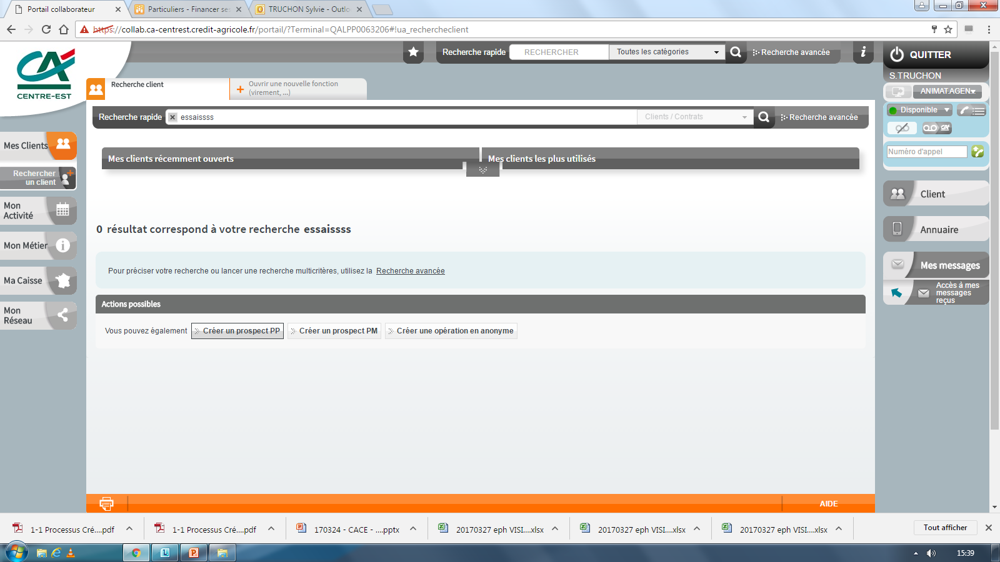 Portail collaborateur
Particuliers - Financer ses
TRUCHON Sylvie - Outlo
https://collab.ca-centrest.credit-agricole.fr/portail/?Terminal=QALPP0063206#!ua_rechercheclient
CENTRE-EST
Recherche rapide
RECHERCHER
Toutes les catégories
Recherche avancée
QUITTER
S.TRUCHON
ANIMAT.AGEN
Disponible
Numéro d'appel
Client
Annuaire
Mes messages
Accès à mes
messages
reçus
Recherche client
Ouvrir une nouvelle fonction
(virement, ...)
Mes Clients
Rechercher
un client
Mon
Activité
Mon Métier
Ma Caisse
Mon
Réseau
Recherche rapide
essaissss
Clients / Contrats
Recherche avancée
Mes clients récemment ouverts
Mes clients les plus utilisés
0 résultat correspond à votre recherche essaissss
Pour préciser votre recherche ou lancer une recherche multicritères, utilisez la Recherche avancée
Actions possibles
Vous pouvez également
Créer un prospect PP
Créer un prospect PM
Créer une opération en anonyme
AIDE
1-1 Processus Cré....pdf
1-1 Processus Cré....pdf
170324 - CACE - ....pptx
20170327 eph VISI....xlsx
20170327 eph VISI....xlsx
20170327 eph VISI....xlsx
Tout afficher
15:39